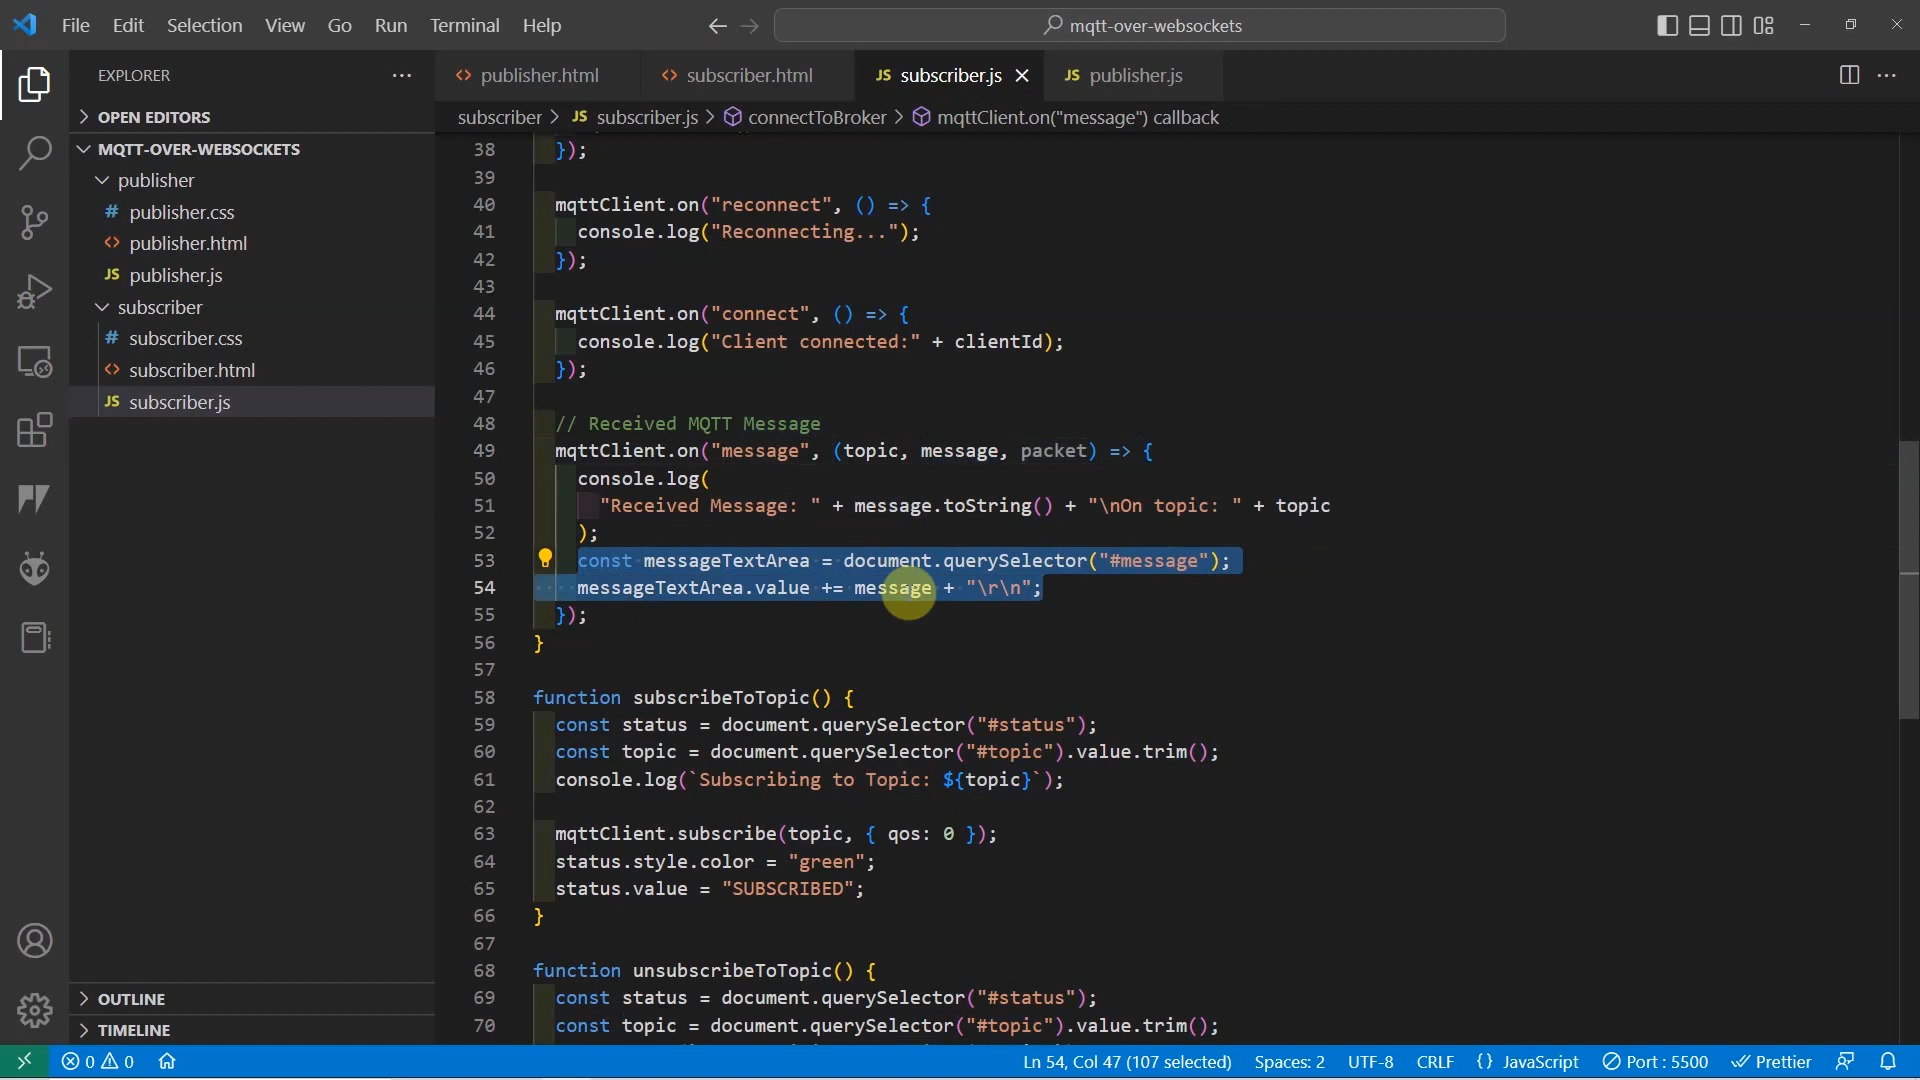 File Edit Selection View Go Run Terminal Help
mqtt-over-websockets
EXPLORER
OPEN EDITORS
MQTT-OVER-WEBSOCKETS
publisher
# publisher.css
<> publisher.html
JS publisher.js
subscriber
# subscriber.css
<> subscriber.html
JS subscriber.js
OUTLINE
TIMELINE
<> publisher.html <> subscriber.html JS subscriber.js JS publisher.js
subscriber > JS subscriber.js > connectToBroker > mqttClient.on("message") callback
38 });
39
40 mqttClient.on("reconnect", () => {
41 console.log("Reconnecting...");
42 });
43
44 mqttClient.on("connect", () => {
45 console.log("Client connected:" + clientId);
46 });
47
48 // Received MQTT Message
49 mqttClient.on("message", (topic, message, packet) => {
50 console.log(
51 "Received Message: " + message.toString() + "\nOn topic: " + topic
52 );
53 const messageTextArea = document.querySelector("#message");
54 messageTextArea.value += message + "\r\n";
55 });
56 }
57
58 function subscribeToTopic() {
59 const status = document.querySelector("#status");
60 const topic = document.querySelector("#topic").value.trim();
61 console.log(`Subscribing to Topic: ${topic}`);
62
63 mqttClient.subscribe(topic, { qos: 0 });
64 status.style.color = "green";
65 status.value = "SUBSCRIBED";
66 }
67
68 function unsubscribeToTopic() {
69 const status = document.querySelector("#status");
70 const topic = document.querySelector("#topic").value.trim();
0 0 Ln 54, Col 47 (107 selected) Spaces: 2 UTF-8 CRLF {} JavaScript Port : 5500 Prettier